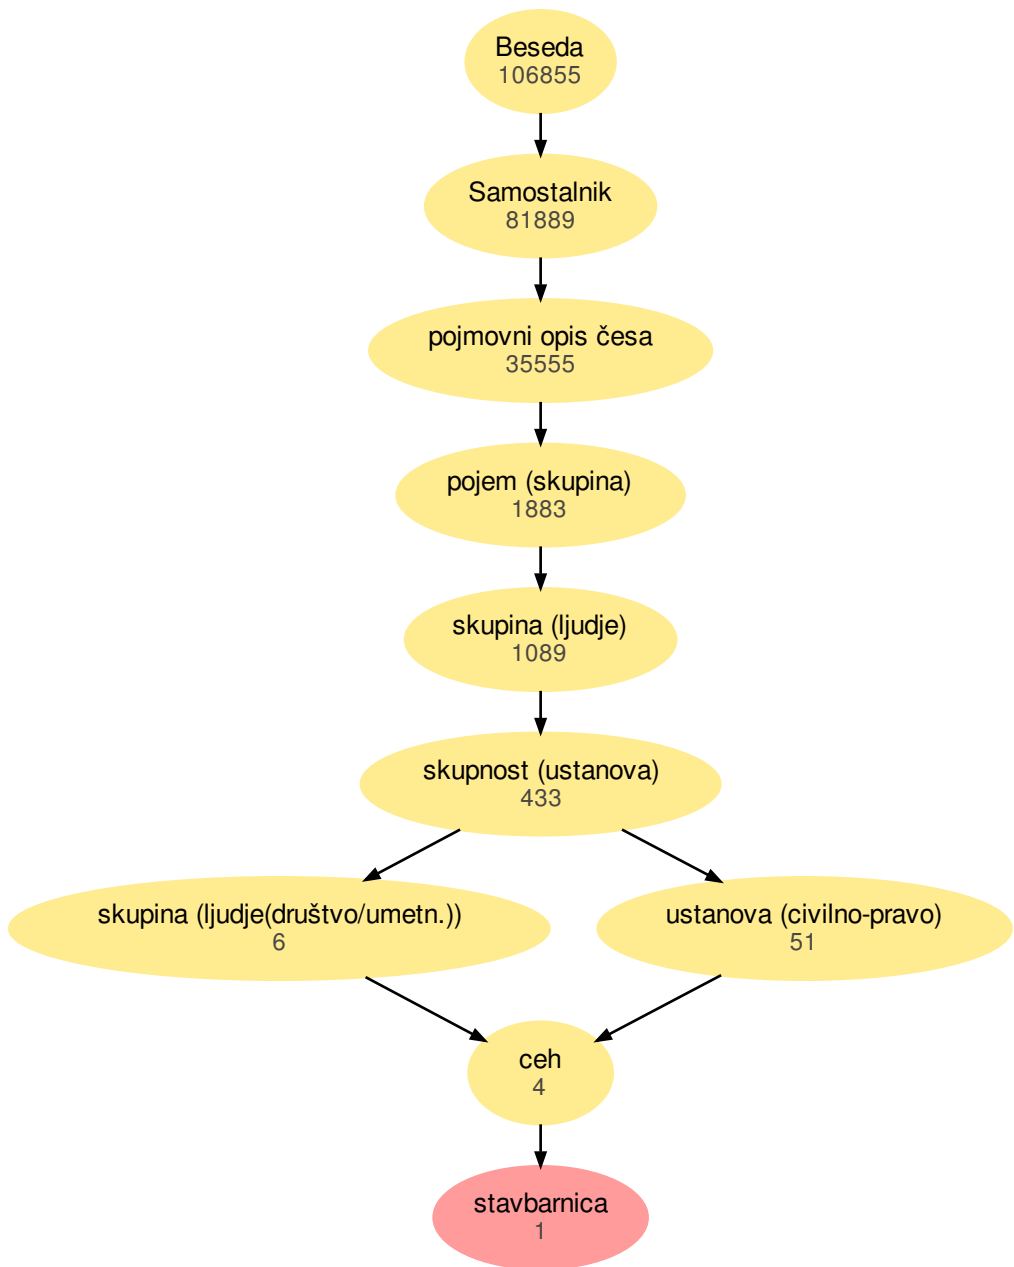 Beseda
106855
Samostalnik
81889
pojmovni opis česa
35555
pojem (skupina)
1883
skupina (ljudje)
1089
skupnost (ustanova)
433
skupina (ljudje(društvo/umetn.))
6
ustanova (civilno-pravo)
51
ceh
4
stavbarnica
1